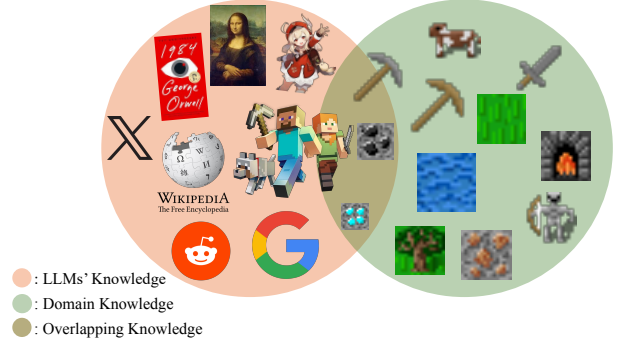 1984
George
Orwell
WIKIPEDIA
The Free Encyclopedia
: LLMs' Knowledge
: Domain Knowledge
: Overlapping Knowledge